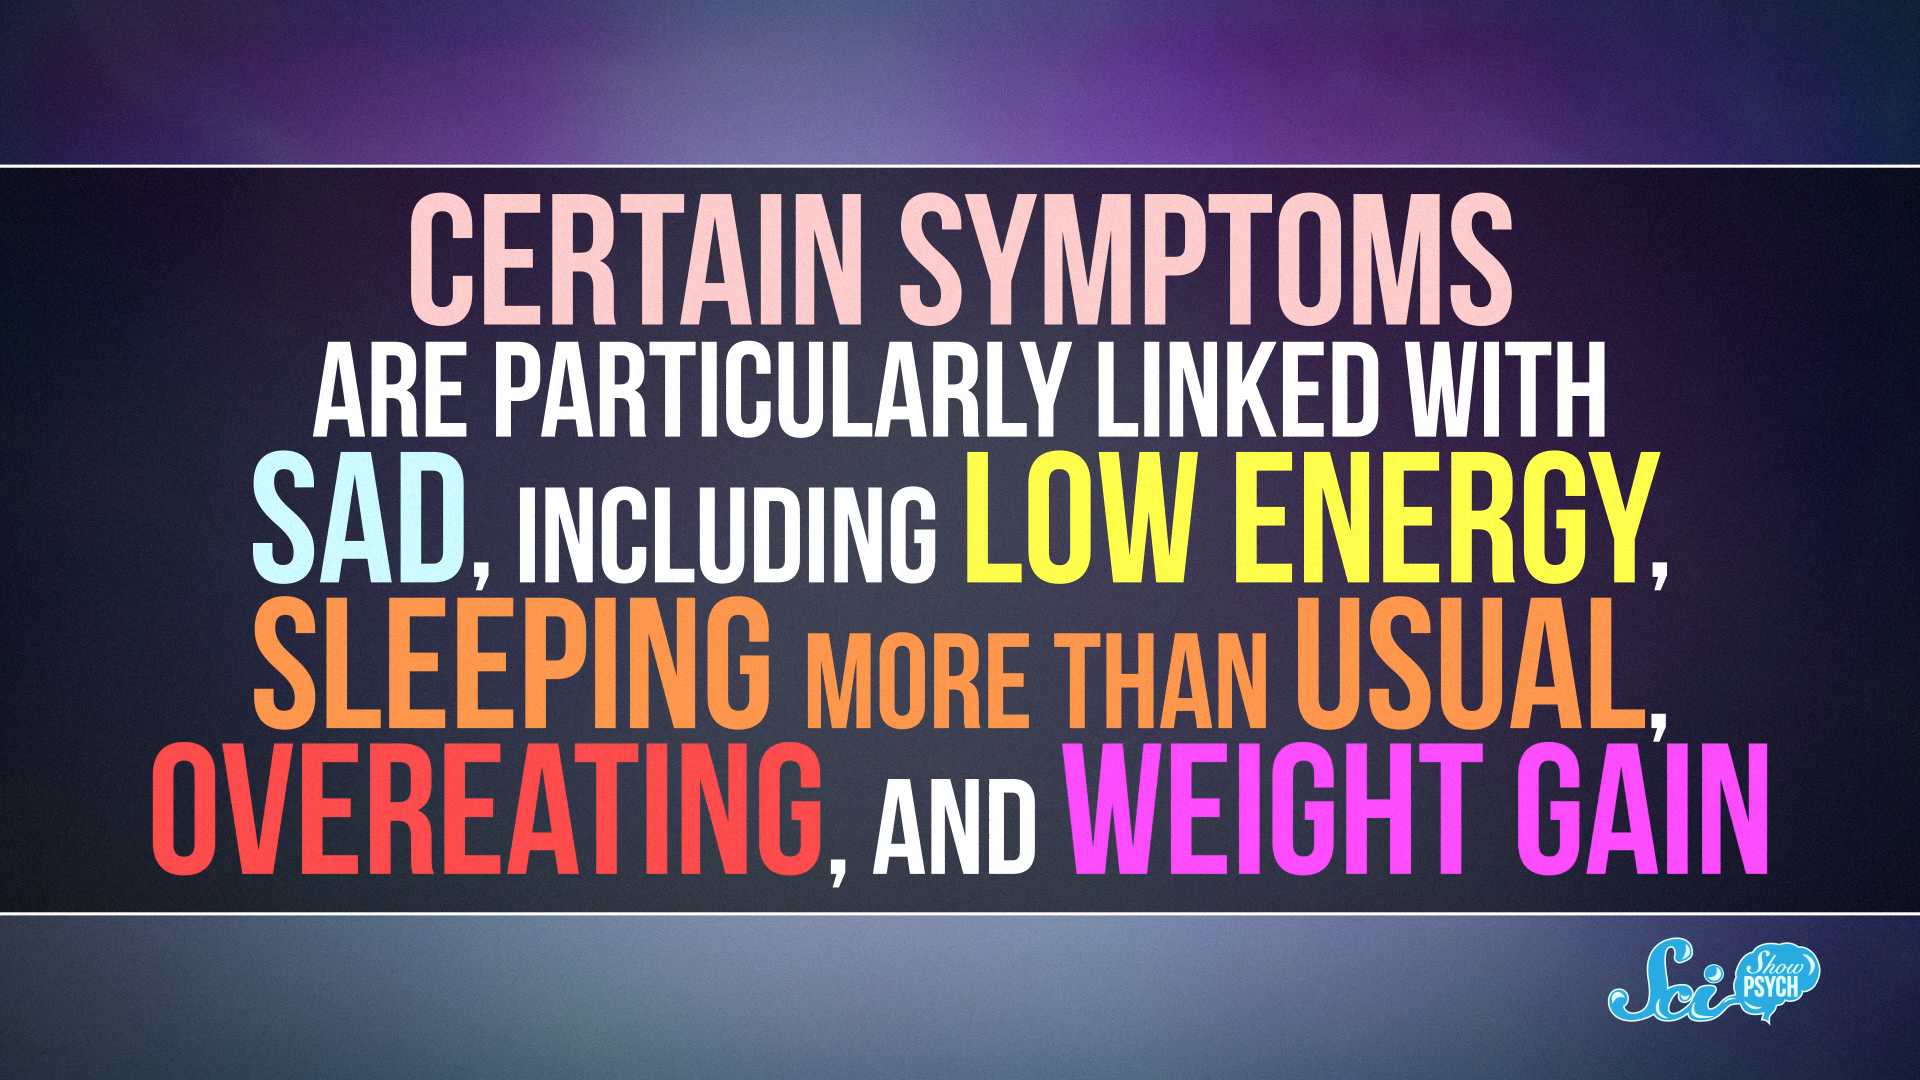 CERTAIN SYMPTOMS
ARE PARTICULARLY LINKED WITH
SAD, INCLUDING LOW ENERGY,
SLEEPING MORE THAN USUAL,
OVEREATING, AND WEIGHT GAIN
Sci Show
PSYCH